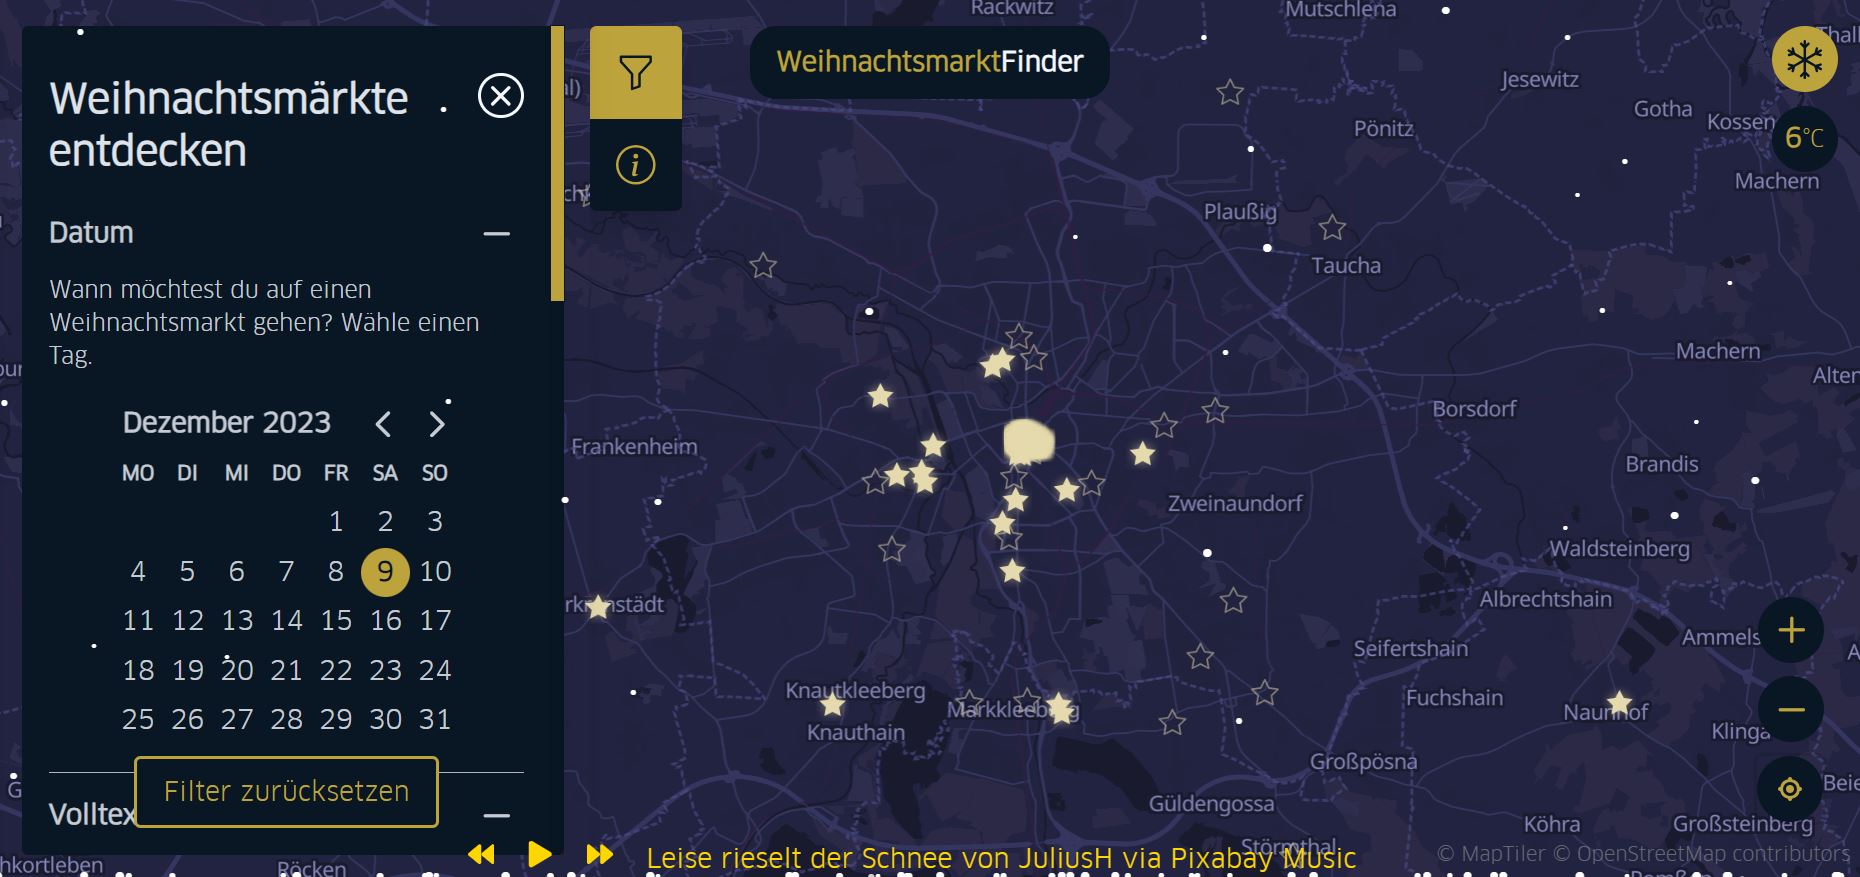 Weihnachtsmärkte
entdecken
Datum
Wann möchtest du auf einen
Weihnachtsmarkt gehen? Wähle einen
Tag.
Dezember 2023
MO DI MI DO FR SA SO
1 2 3
4 5 6 7 8 9 10
11 12 13 14 15 16 17
18 19 20 21 22 23 24
25 26 27 28 29 30 31
Filter zurücksetzen
Volltex
WeihnachtsmarktFinder
6°C
Rackwitz
Mutschlena
Jesewitz
Gotha
Kossen
Pönitz
Machern
Plaußig
Taucha
Machern
Alten
Borsdorf
Frankenheim
Brandis
Zweinaundorf
Waldsteinberg
Albrechtshain
Ammels
Seifertshain
Knautkleeberg
Markkleeberg
Fuchshain
Naunhof
Knauthain
Klinga
Großpösna
Beie
Güldengossa
Köhra
Großsteinberg
Störmthal
hkortleben
Röcken
Leise rieselt der Schnee von JuliusH via Pixabay Music
© MapTiler © OpenStreetMap contributors